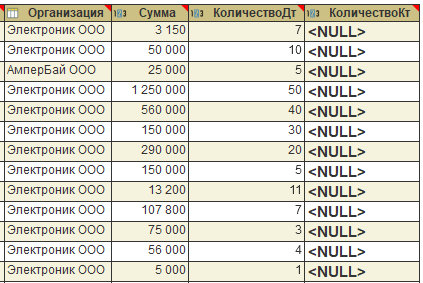 Организация Сумма КоличествоДт КоличествоКт
Электроник ООО 3 150 7 <NULL>
Электроник ООО 50 000 10 <NULL>
АмперБай ООО 25 000 5 <NULL>
Электроник ООО 1 250 000 50 <NULL>
Электроник ООО 560 000 40 <NULL>
Электроник ООО 150 000 30 <NULL>
Электроник ООО 290 000 20 <NULL>
Электроник ООО 150 000 5 <NULL>
Электроник ООО 13 200 11 <NULL>
Электроник ООО 107 800 7 <NULL>
Электроник ООО 75 000 3 <NULL>
Электроник ООО 56 000 4 <NULL>
Электроник ООО 5 000 1 <NULL>